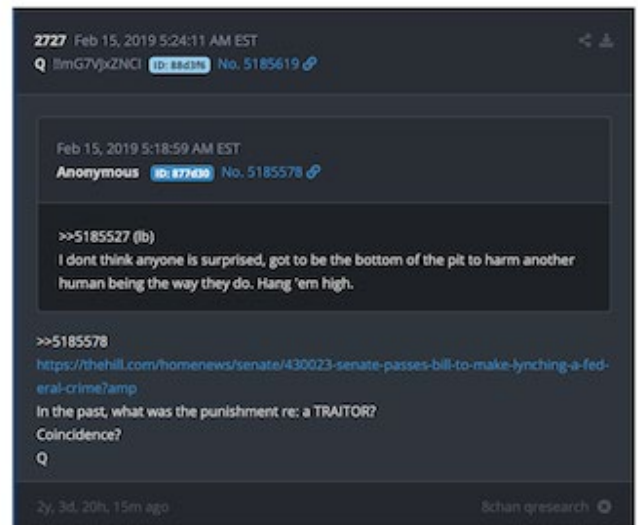 2727 Feb 15, 2019 5:24:11 AM EST
Q !!mG7VJxZNCI ID: 88d3f6 No. 5185619
Feb 15, 2019 5:18:59 AM EST
Anonymous ID: 877d30 No. 5185578
>>5185527 (lb)
I dont think anyone is surprised, got to be the bottom of the pit to harm another
human being the way they do. Hang 'em high.
>>5185578
https://thehill.com/homenews/senate/430023-senate-passes-bill-to-make-lynching-a-fed-
eral-crime?amp
In the past, what was the punishment re: a TRAITOR?
Coincidence?
Q
2y, 3d, 20h, 15m ago
8chan qresearch